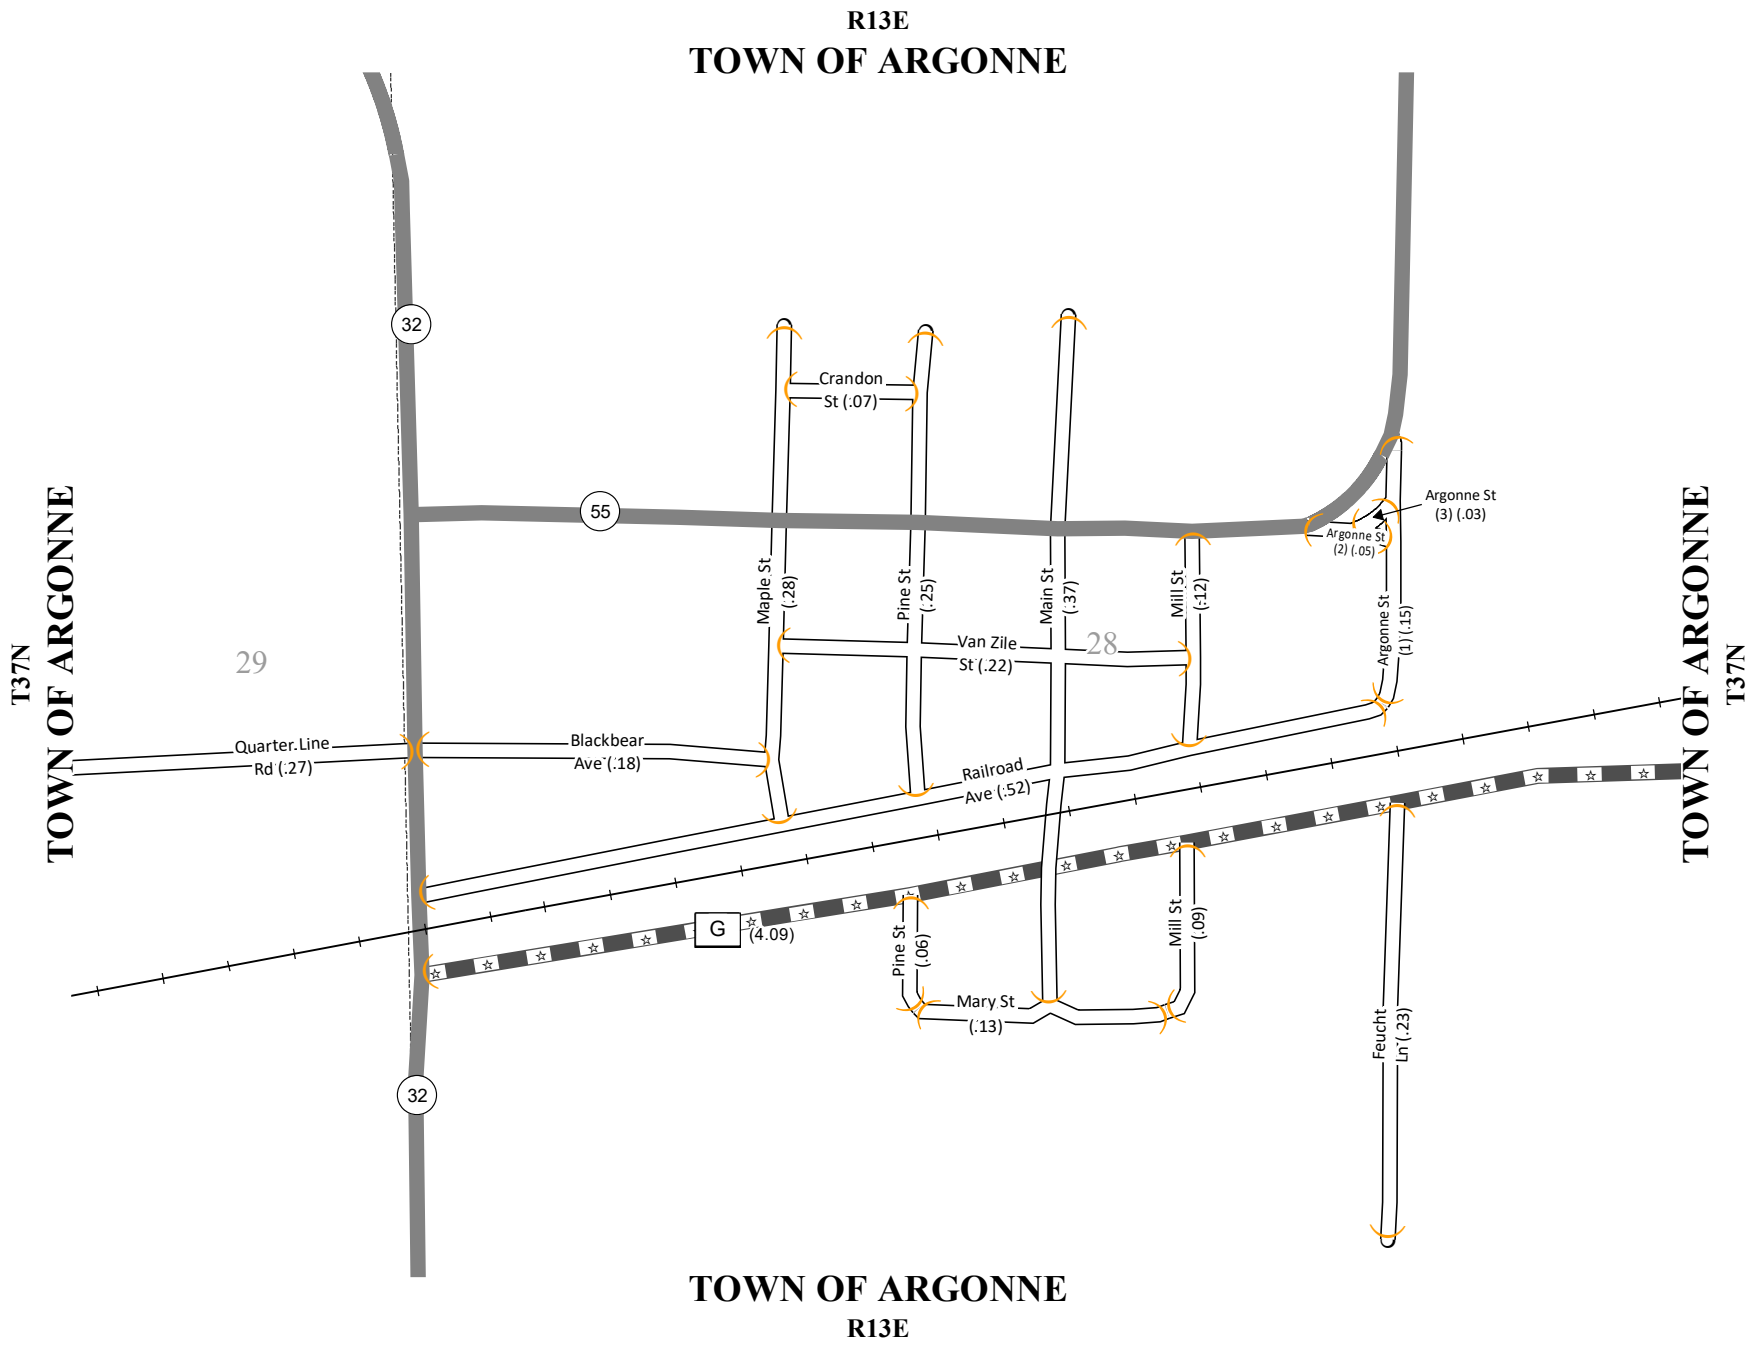 R13E
TOWN OF ARGONNE
32
Crandon
St (.07)
55
Argonne St
(3) (.03)
Argonne St
(2) (.05)
TOWN OF ARGONNE
T37N
Maple St
(.28)
Pine St
(.25)
Main St
(.37)
Mill St
(.12)
Argonne St
(1) (.15)
TOWN OF ARGONNE
T37N
29
Van Zile
St (.22)
28
Quarter Line
Rd (.27)
Blackbear
Ave (.18)
Railroad
Ave (.52)
G
(4.09)
Pine St
(.06)
Mill St
(.09)
Mary St
(.13)
Feucht
Ln (.23)
32
TOWN OF ARGONNE
R13E